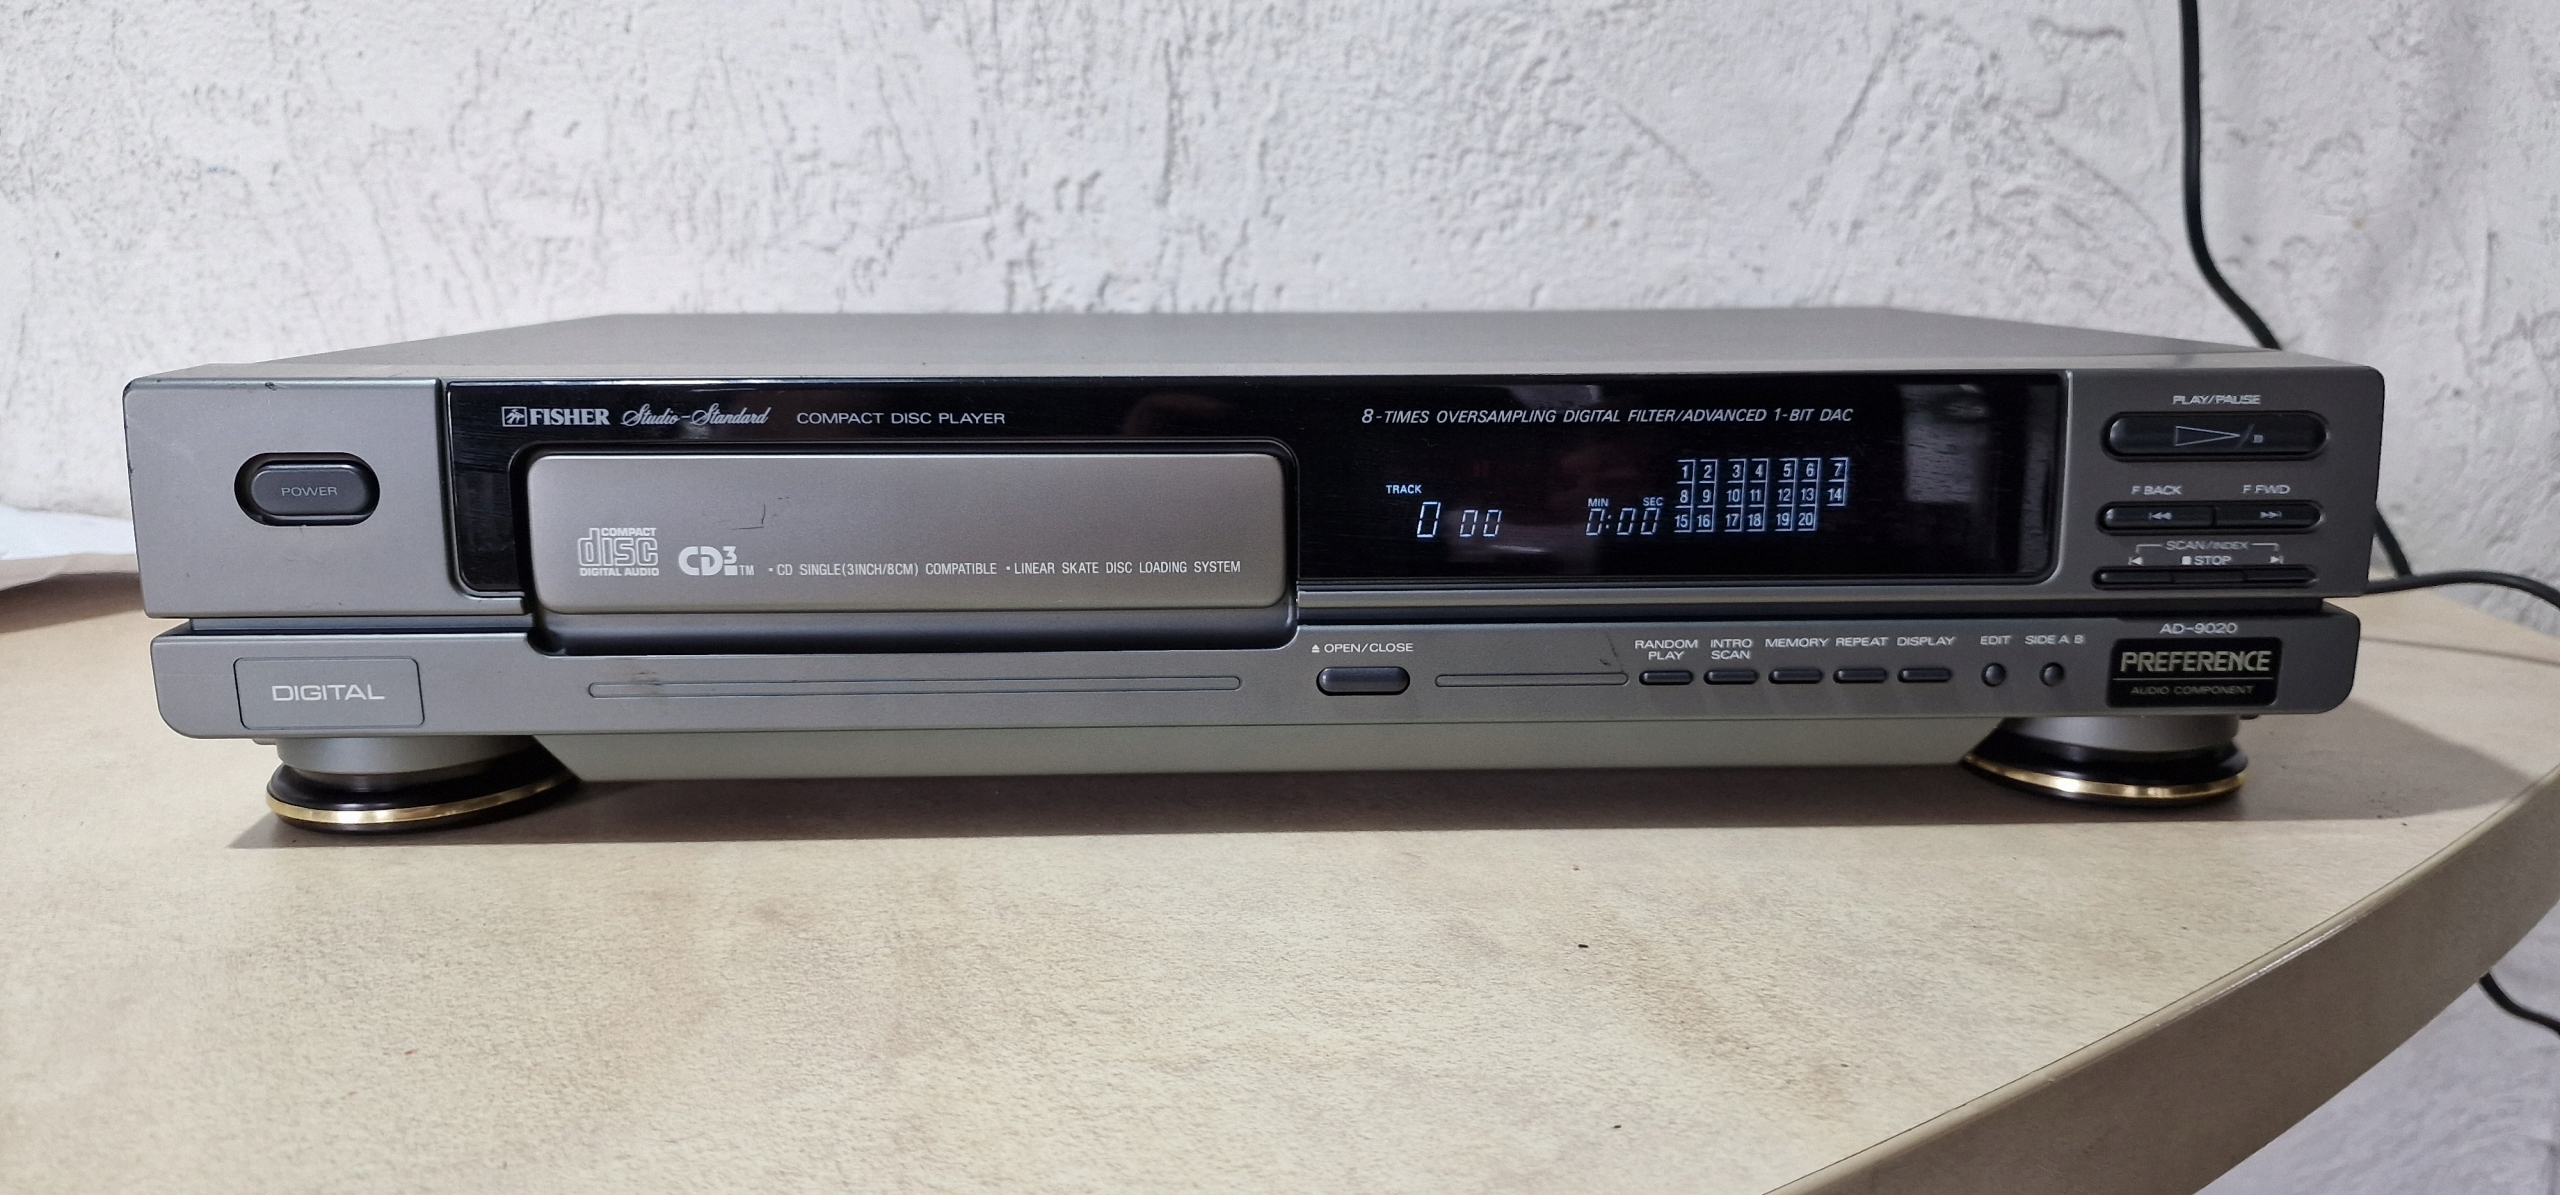 FISHER Studio-Standard COMPACT DISC PLAYER
8-TIMES OVERSAMPLING DIGITAL FILTER/ADVANCED 1-BIT DAC
POWER
COMPACT
disc
DIGITAL AUDIO
CD3 TM • CD SINGLE(3INCH/8CM) COMPATIBLE • LINEAR SKATE DISC LOADING SYSTEM
TRACK
0 00
MIN SEC
0:00
1 2 3 4 5 6 7
8 9 10 11 12 13 14
15 16 17 18 19 20
PLAY/PAUSE
F BACK F FWD
SCAN/INDEX
STOP
DIGITAL
OPEN/CLOSE
RANDOM PLAY
INTRO SCAN
MEMORY
REPEAT
DISPLAY
EDIT
SIDE A B
AD-9020
PREFERENCE
AUDIO COMPONENT